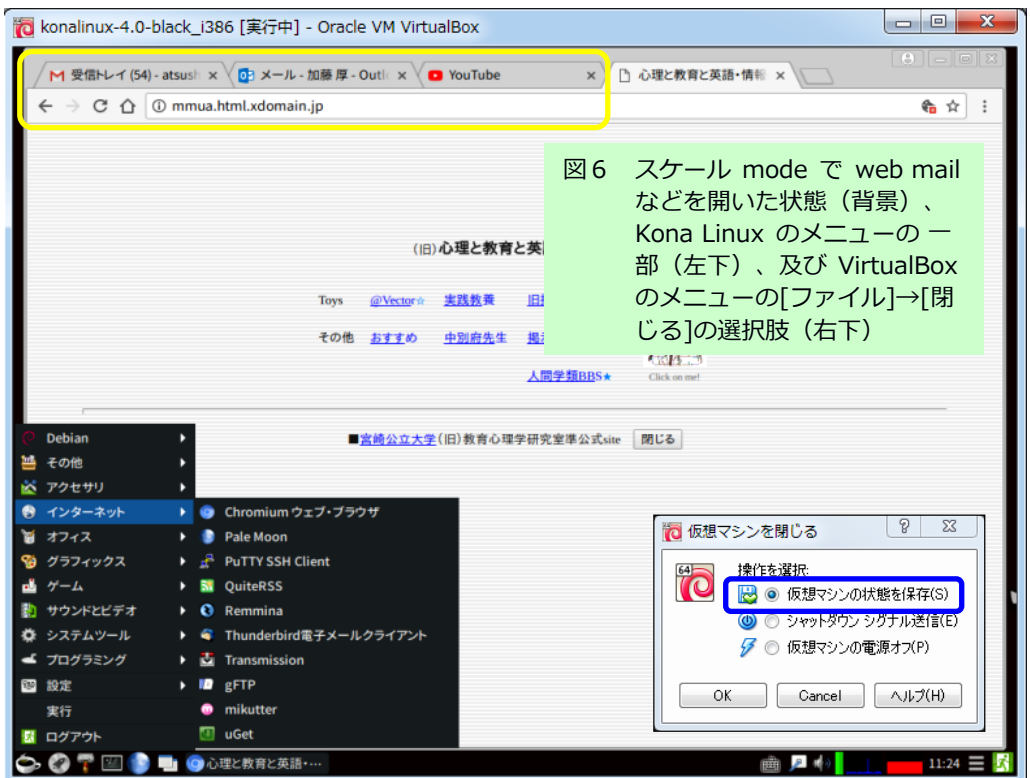 konalinux-4.0-black_i386 [実行中] - Oracle VM VirtualBox
受信トレイ (54) - atsush
メール - 加藤 厚 - Outl
YouTube
心理と教育と英語・情報
mmua.html.xdomain.jp
図6 スケール mode で web mail
などを開いた状態（背景）、
Kona Linux のメニューの 一
部（左下）、及び VirtualBox
のメニューの[ファイル]→[閉
じる]の選択肢（右下）
(旧)心理と教育と英
Toys @Vector☆ 実践教養
その他 おすすめ 中別府先生
人間学類BBS★ Click on me!
■宮崎公立大学(旧)教育心理学研究室準公式site 閉じる
Debian
その他
アクセサリ
インターネット
オフィス
グラフィックス
ゲーム
サウンドとビデオ
システムツール
プログラミング
設定
実行
ログアウト
Chromium ウェブ・ブラウザ
Pale Moon
PuTTY SSH Client
QuiteRSS
Remmina
Thunderbird電子メールクライアント
Transmission
gFTP
mikutter
uGet
仮想マシンを閉じる
64
操作を選択:
仮想マシンの状態を保存(S)
シャットダウン シグナル送信(E)
仮想マシンの電源オフ(P)
OK Cancel ヘルプ(H)
心理と教育と英語・…
11:24